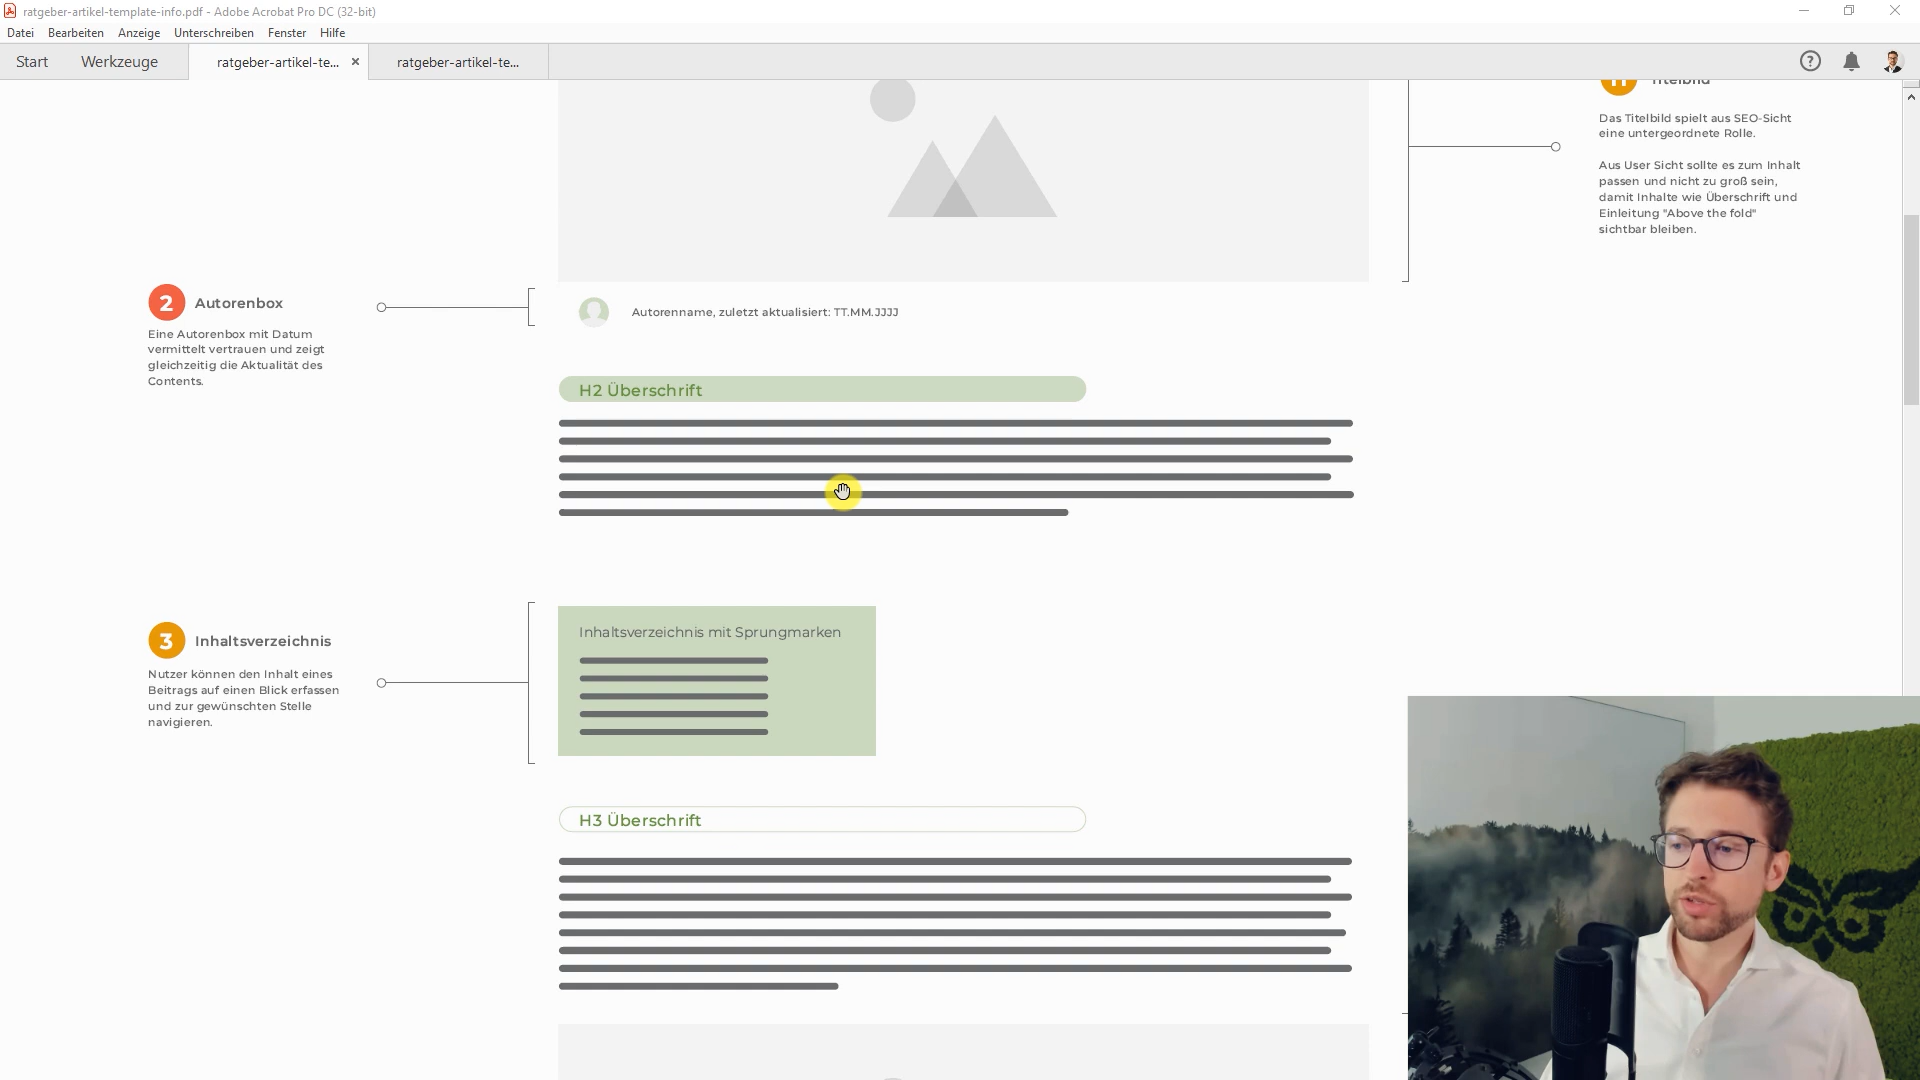 ratgeber-artikel-template-info.pdf - Adobe Acrobat Pro DC (32-bit)
Datei Bearbeiten Anzeige Unterschreiben Fenster Hilfe
Start Werkzeuge ratgeber-artikel-te... × ratgeber-artikel-te...
Titelbild
Das Titelbild spielt aus SEO-Sicht
eine untergeordnete Rolle.
Aus User Sicht sollte es zum Inhalt
passen und nicht zu groß sein,
damit Inhalte wie Überschrift und
Einleitung "Above the fold"
sichtbar bleiben.
2 Autorenbox
Eine Autorenbox mit Datum
vermittelt vertrauen und zeigt
gleichzeitig die Aktualität des
Contents.
Autorenname, zuletzt aktualisiert: TT.MM.JJJJ
H2 Überschrift
3 Inhaltsverzeichnis
Nutzer können den Inhalt eines
Beitrags auf einen Blick erfassen
und zur gewünschten Stelle
navigieren.
Inhaltsverzeichnis mit Sprungmarken
H3 Überschrift